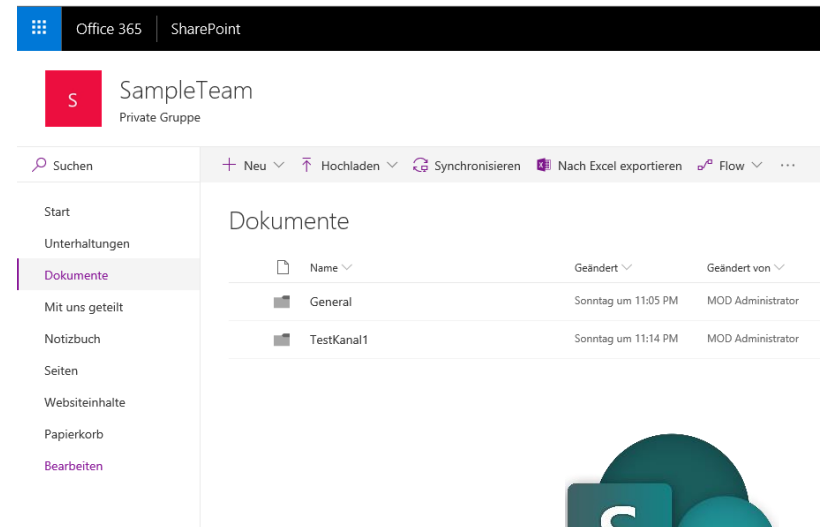 Office 365 SharePoint
S
SampleTeam
Private Gruppe
Suchen
Neu Hochladen Synchronisieren Nach Excel exportieren Flow ...
Start
Unterhaltungen
Dokumente
Mit uns geteilt
Notizbuch
Seiten
Websiteinhalte
Papierkorb
Bearbeiten
Dokumente
Name Geändert Geändert von
General Sonntag um 11:05 PM MOD Administrator
TestKanal1 Sonntag um 11:14 PM MOD Administrator
S